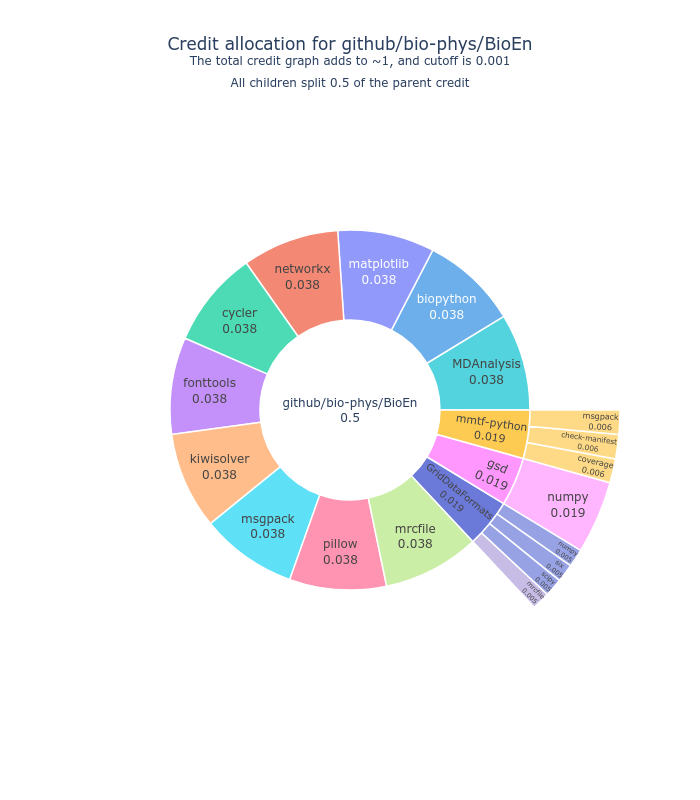 Credit allocation for github/bio-phys/BioEn
The total credit graph adds to ~1, and cutoff is 0.001
All children split 0.5 of the parent credit
matplotlib
0.038
networkx
0.038
biopython
0.038
cycler
0.038
MDAnalysis
0.038
fonttools
0.038
github/bio-phys/BioEn
0.5
mmtf-python
0.019
msgpack
0.006
check-manifest
0.006
coverage
0.006
kiwisolver
0.038
gsd
0.019
numpy
0.019
GridDataFormats
0.019
msgpack
0.038
pillow
0.038
mrcfile
0.038
numpy
0.005
six
0.005
scipy
0.005
mrcfile
0.005